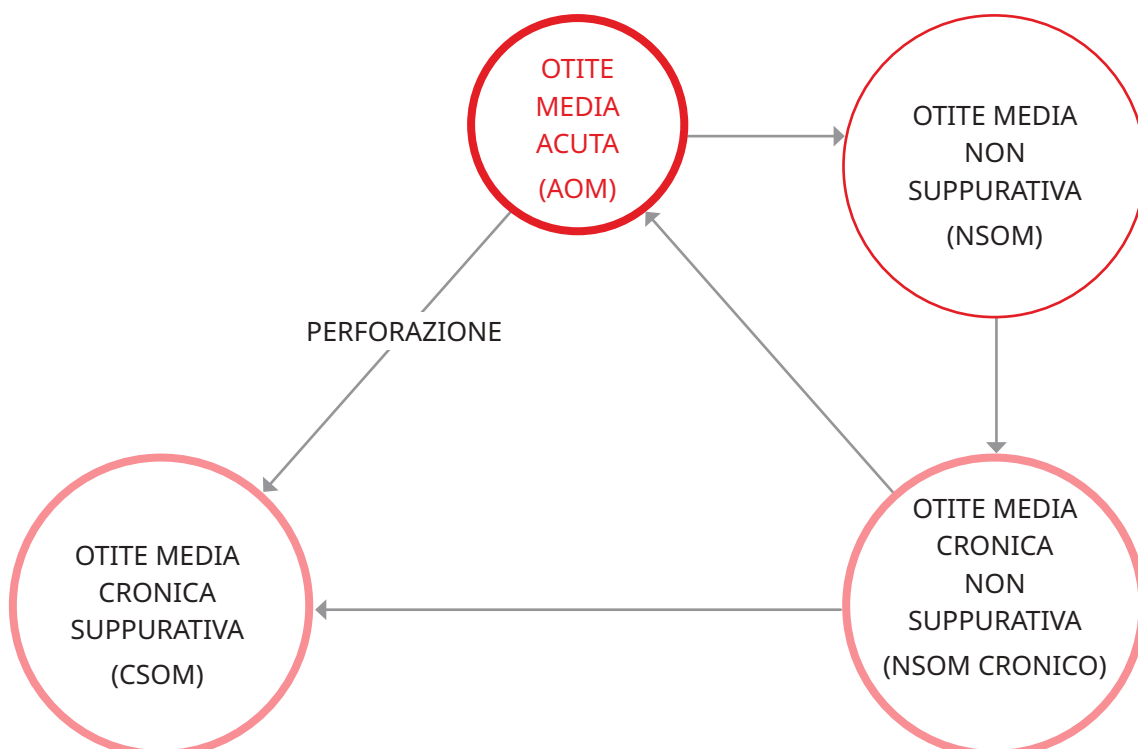 OTITE
MEDIA
ACUTA
(AOM)
OTITE MEDIA
NON
SUPPURATIVA
(NSOM)
PERFORAZIONE
OTITE MEDIA
CRONICA
SUPPURATIVA
(CSOM)
OTITE MEDIA
CRONICA
NON
SUPPURATIVA
(NSOM CRONICO)